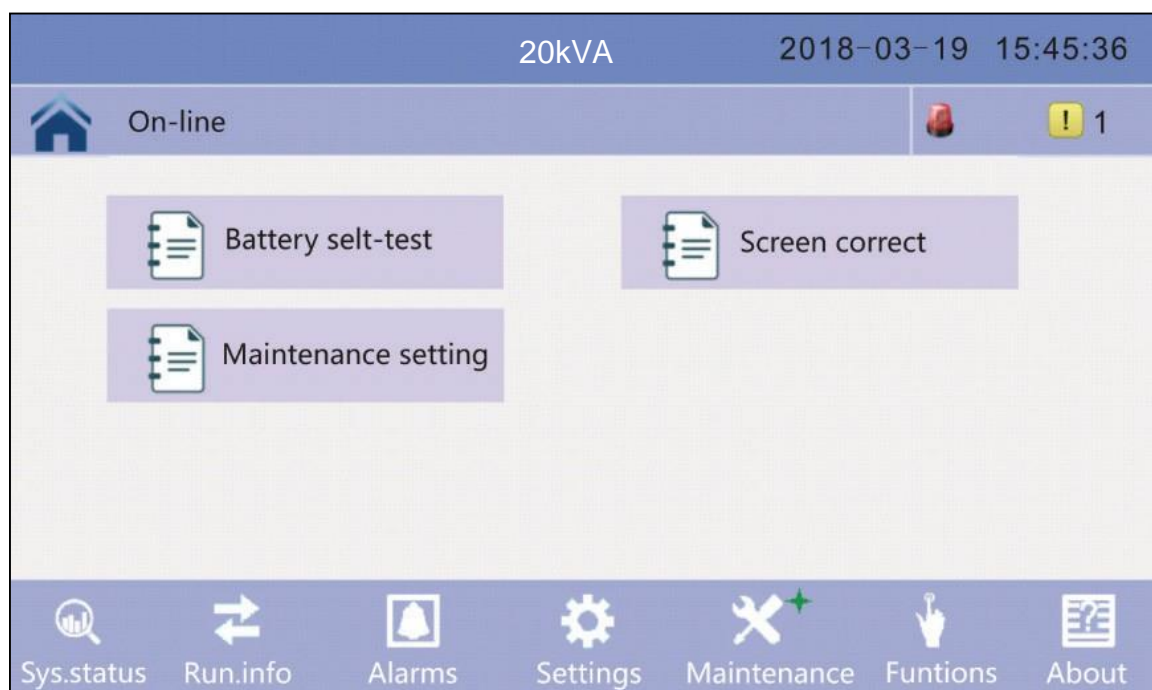 20kVA 2018-03-19 15:45:36
On-line ! 1
Battery selt-test Screen correct
Maintenance setting
Sys.status Run.info Alarms Settings Maintenance Funtions About